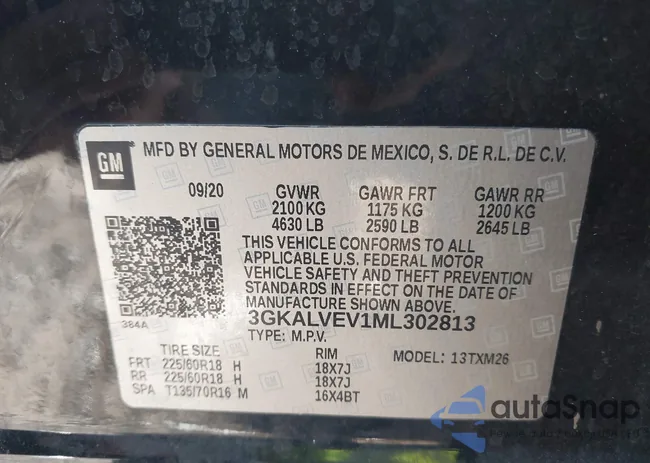 GM
MFD BY GENERAL MOTORS DE MEXICO, S. DE R.L. DE C.V.
09/20 GVWR GAWR FRT GAWR RR
2100 KG 1175 KG 1200 KG
4630 LB 2590 LB 2645 LB
THIS VEHICLE CONFORMS TO ALL
APPLICABLE U.S. FEDERAL MOTOR
VEHICLE SAFETY AND THEFT PREVENTION
STANDARDS IN EFFECT ON THE DATE
OF MANUFACTURE SHOWN ABOVE.
384A 3GKALVEV1ML302813
TYPE: M.P.V.
TIRE SIZE RIM MODEL: 13TXM26
FRT 225/60R18 H 18X7J
RR 225/60R18 H 18X7J
SPA T135/70R16 M 16X4BT
autoSnap
www.autosnap.com